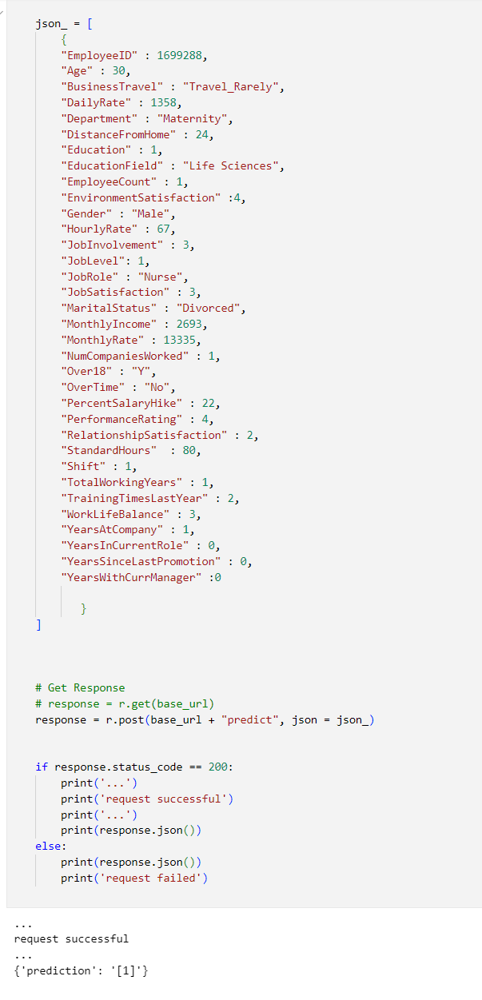 json_ = [
{
"EmployeeID" : 1699288,
"Age" : 30,
"BusinessTravel" : "Travel_Rarely",
"DailyRate" : 1358,
"Department" : "Maternity",
"DistanceFromHome" : 24,
"Education" : 1,
"EducationField" : "Life Sciences",
"EmployeeCount" : 1,
"EnvironmentSatisfaction" :4,
"Gender" : "Male",
"HourlyRate" : 67,
"JobInvolvement" : 3,
"JobLevel": 1,
"JobRole" : "Nurse",
"JobSatisfaction" : 3,
"MaritalStatus" : "Divorced",
"MonthlyIncome" : 2693,
"MonthlyRate" : 13335,
"NumCompaniesWorked" : 1,
"Over18" : "Y",
"OverTime" : "No",
"PercentSalaryHike" : 22,
"PerformanceRating" : 4,
"RelationshipSatisfaction" : 2,
"StandardHours"  : 80,
"Shift" : 1,
"TotalWorkingYears" : 1,
"TrainingTimesLastYear" : 2,
"WorkLifeBalance" : 3,
"YearsAtCompany" : 1,
"YearsInCurrentRole" : 0,
"YearsSinceLastPromotion" : 0,
"YearsWithCurrManager" :0
}
]
# Get Response
# response = r.get(base_url)
response = r.post(base_url + "predict", json = json_)
if response.status_code == 200:
print('...')
print('request successful')
print('...')
print(response.json())
else:
print(response.json())
print('request failed')
...
request successful
...
{'prediction': '[1]'}